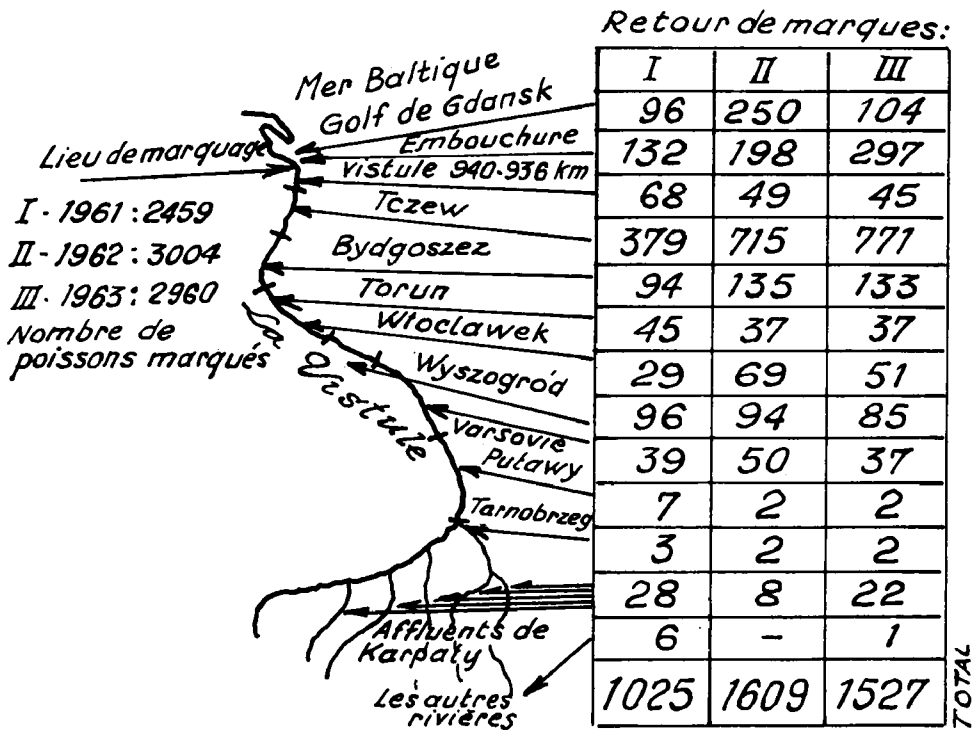 Retour de marques:
I II III
96 250 104
132 198 297
68 49 45
379 715 771
94 135 133
45 37 37
29 69 51
96 94 85
39 50 37
7 2 2
3 2 2
28 8 22
6 – 1
1025 1609 1527
TOTAL
Mer Baltique
Golf de Gdansk
Embouchure
vistule 940-936 km
Lieu de marquage
Tczew
I - 1961 : 2459
II - 1962 : 3004
III - 1963 : 2960
Nombre de
poissons marqués
Bydgoszez
Torun
Włoclawek
Wyszogród
La Vistule
Varsovie
Puławy
Tarnobrzeg
Affluents de
Karpaty
Les autres
rivières